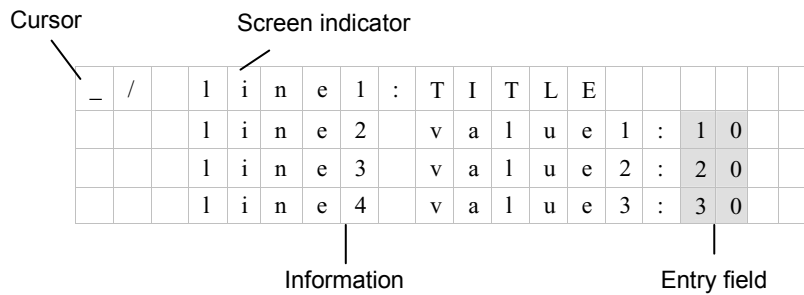 Cursor
Screen indicator
_ / line1:TITLE
line2 value1:10
line3 value2:20
line4 value3:30
Information
Entry field